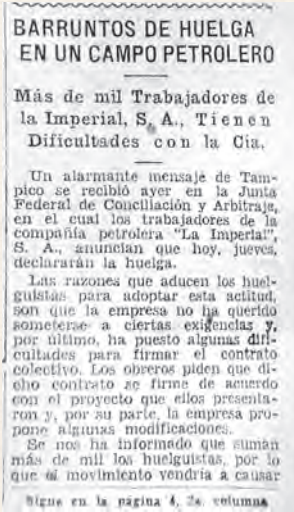 BARRUNTOS DE HUELGA
EN UN CAMPO PETROLERO
Más de mil Trabajadores de
la Imperial, S. A., Tienen
Dificultades con la Cía.
Un alarmante mensaje de Tam-
pico se recibió ayer en la Junta
Federal de Conciliación y Arbitraje,
en el cual los trabajadores de la
compañía petrolera "La Imperial",
S. A., anuncian que hoy, jueves,
declararán la huelga.
Las razones que aducen los huel-
guistas para adoptar esta actitud,
son que la empresa no ha querido
someterse a ciertas exigencias y,
por último, ha puesto algunas difi-
cultades para firmar el contrato
colectivo. Los obreros piden que di-
cho contrato se firme de acuerdo
con el proyecto que ellos presenta-
ron y, por su parte, la empresa pro-
pone algunas modificaciones.
Se nos ha informado que suman
más de mil los huelguistas, por lo
que el movimiento vendría a causar
Sigue en la página 4, 2a. columna